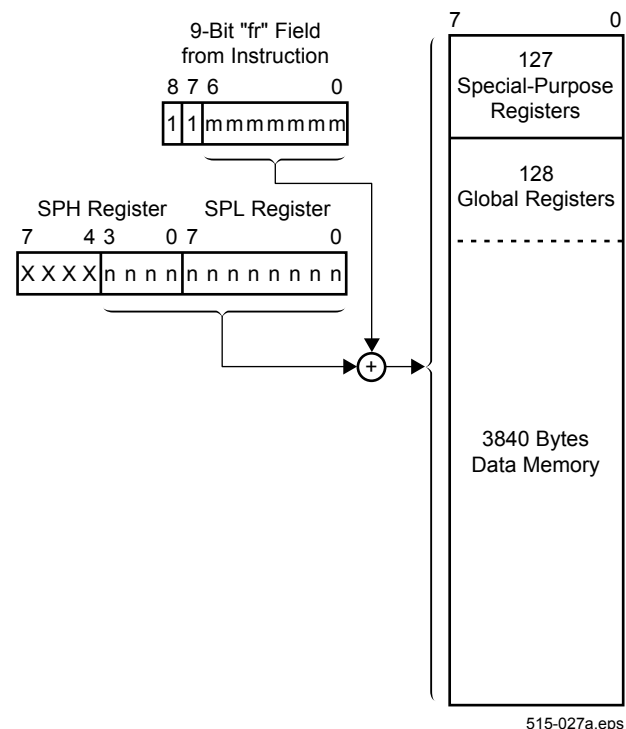 9-Bit "fr" Field
from Instruction
8 7 6 0
1 1 m m m m m m m
SPH Register SPL Register
7 4 3 0 7 0
X X X X n n n n n n n n n n n n
+
7 0
127
Special-Purpose
Registers
128
Global Registers
3840 Bytes
Data Memory
515-027a.eps